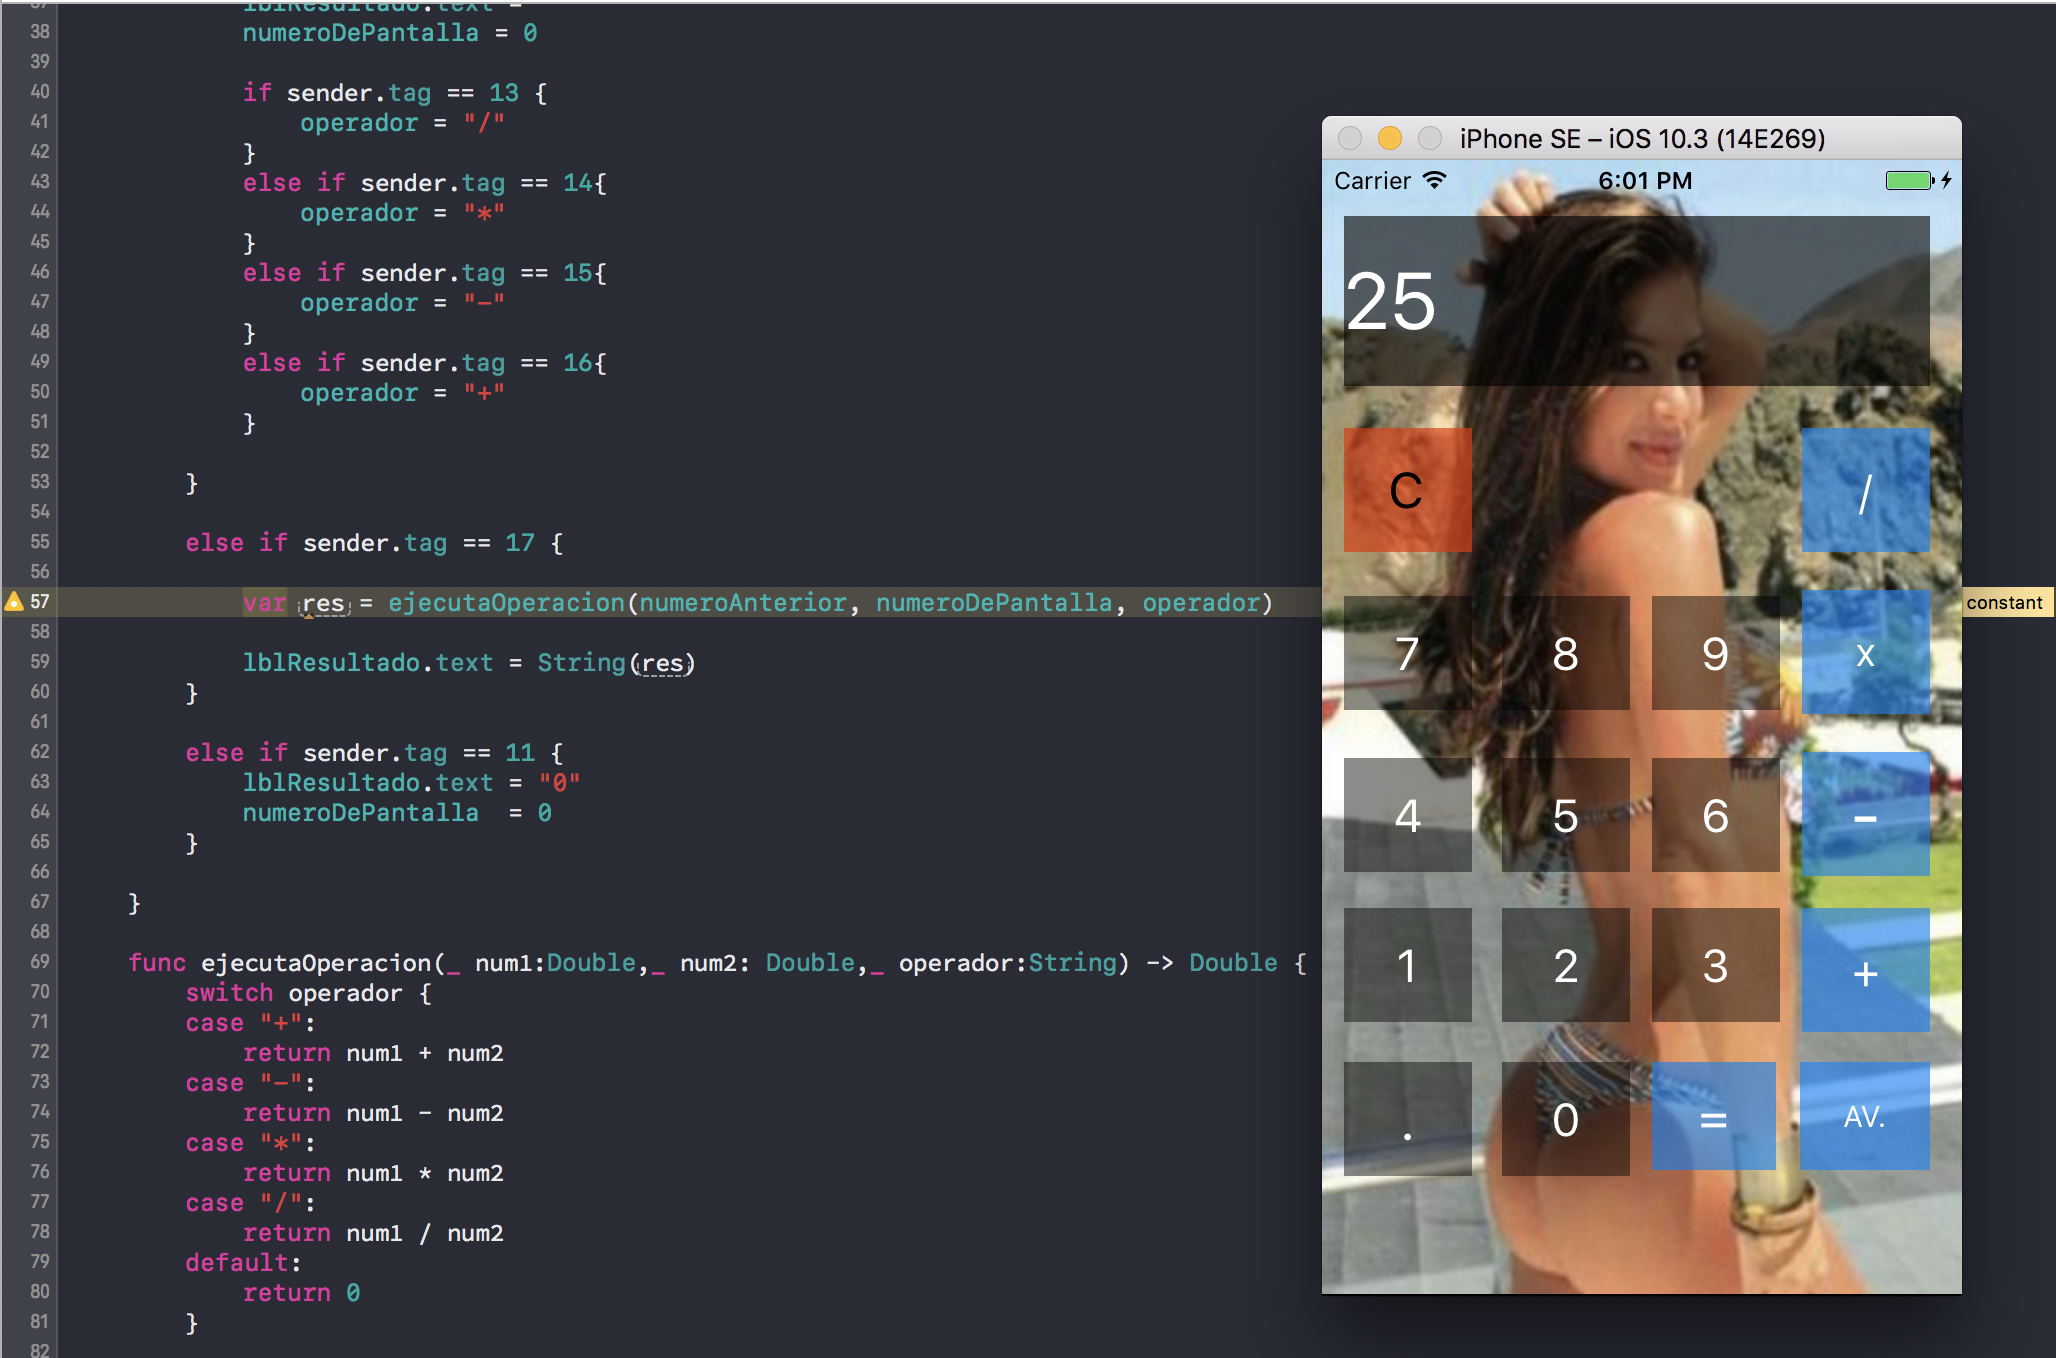 37 lblResultado.text =
38 numeroDePantalla = 0
39
40 if sender.tag == 13 {
41 operador = "/"
42 }
43 else if sender.tag == 14{
44 operador = "*"
45 }
46 else if sender.tag == 15{
47 operador = "-"
48 }
49 else if sender.tag == 16{
50 operador = "+"
51 }
52
53 }
54
55 else if sender.tag == 17 {
56
57 var res = ejecutaOperacion(numeroAnterior, numeroDePantalla, operador)
constant
58
59 lblResultado.text = String(res)
60 }
61
62 else if sender.tag == 11 {
63 lblResultado.text = "0"
64 numeroDePantalla  = 0
65 }
66
67 }
68
69 func ejecutaOperacion(_ num1:Double,_ num2: Double,_ operador:String) -> Double {
70 switch operador {
71 case "+":
72 return num1 + num2
73 case "-":
74 return num1 - num2
75 case "*":
76 return num1 * num2
77 case "/":
78 return num1 / num2
79 default:
80 return 0
81 }
82
iPhone SE – iOS 10.3 (14E269)
Carrier 6:01 PM
25
C /
7 8 9 x
4 5 6 -
1 2 3 +
. 0 = AV.